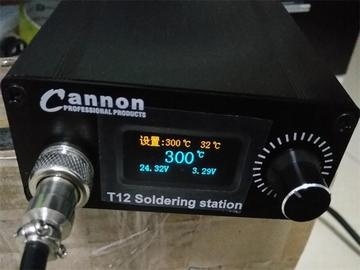 Cannon
PROFESSIONAL PRODUCTS
设置:300℃ 32℃
300℃
24.32V 3.29V
T12 Soldering station